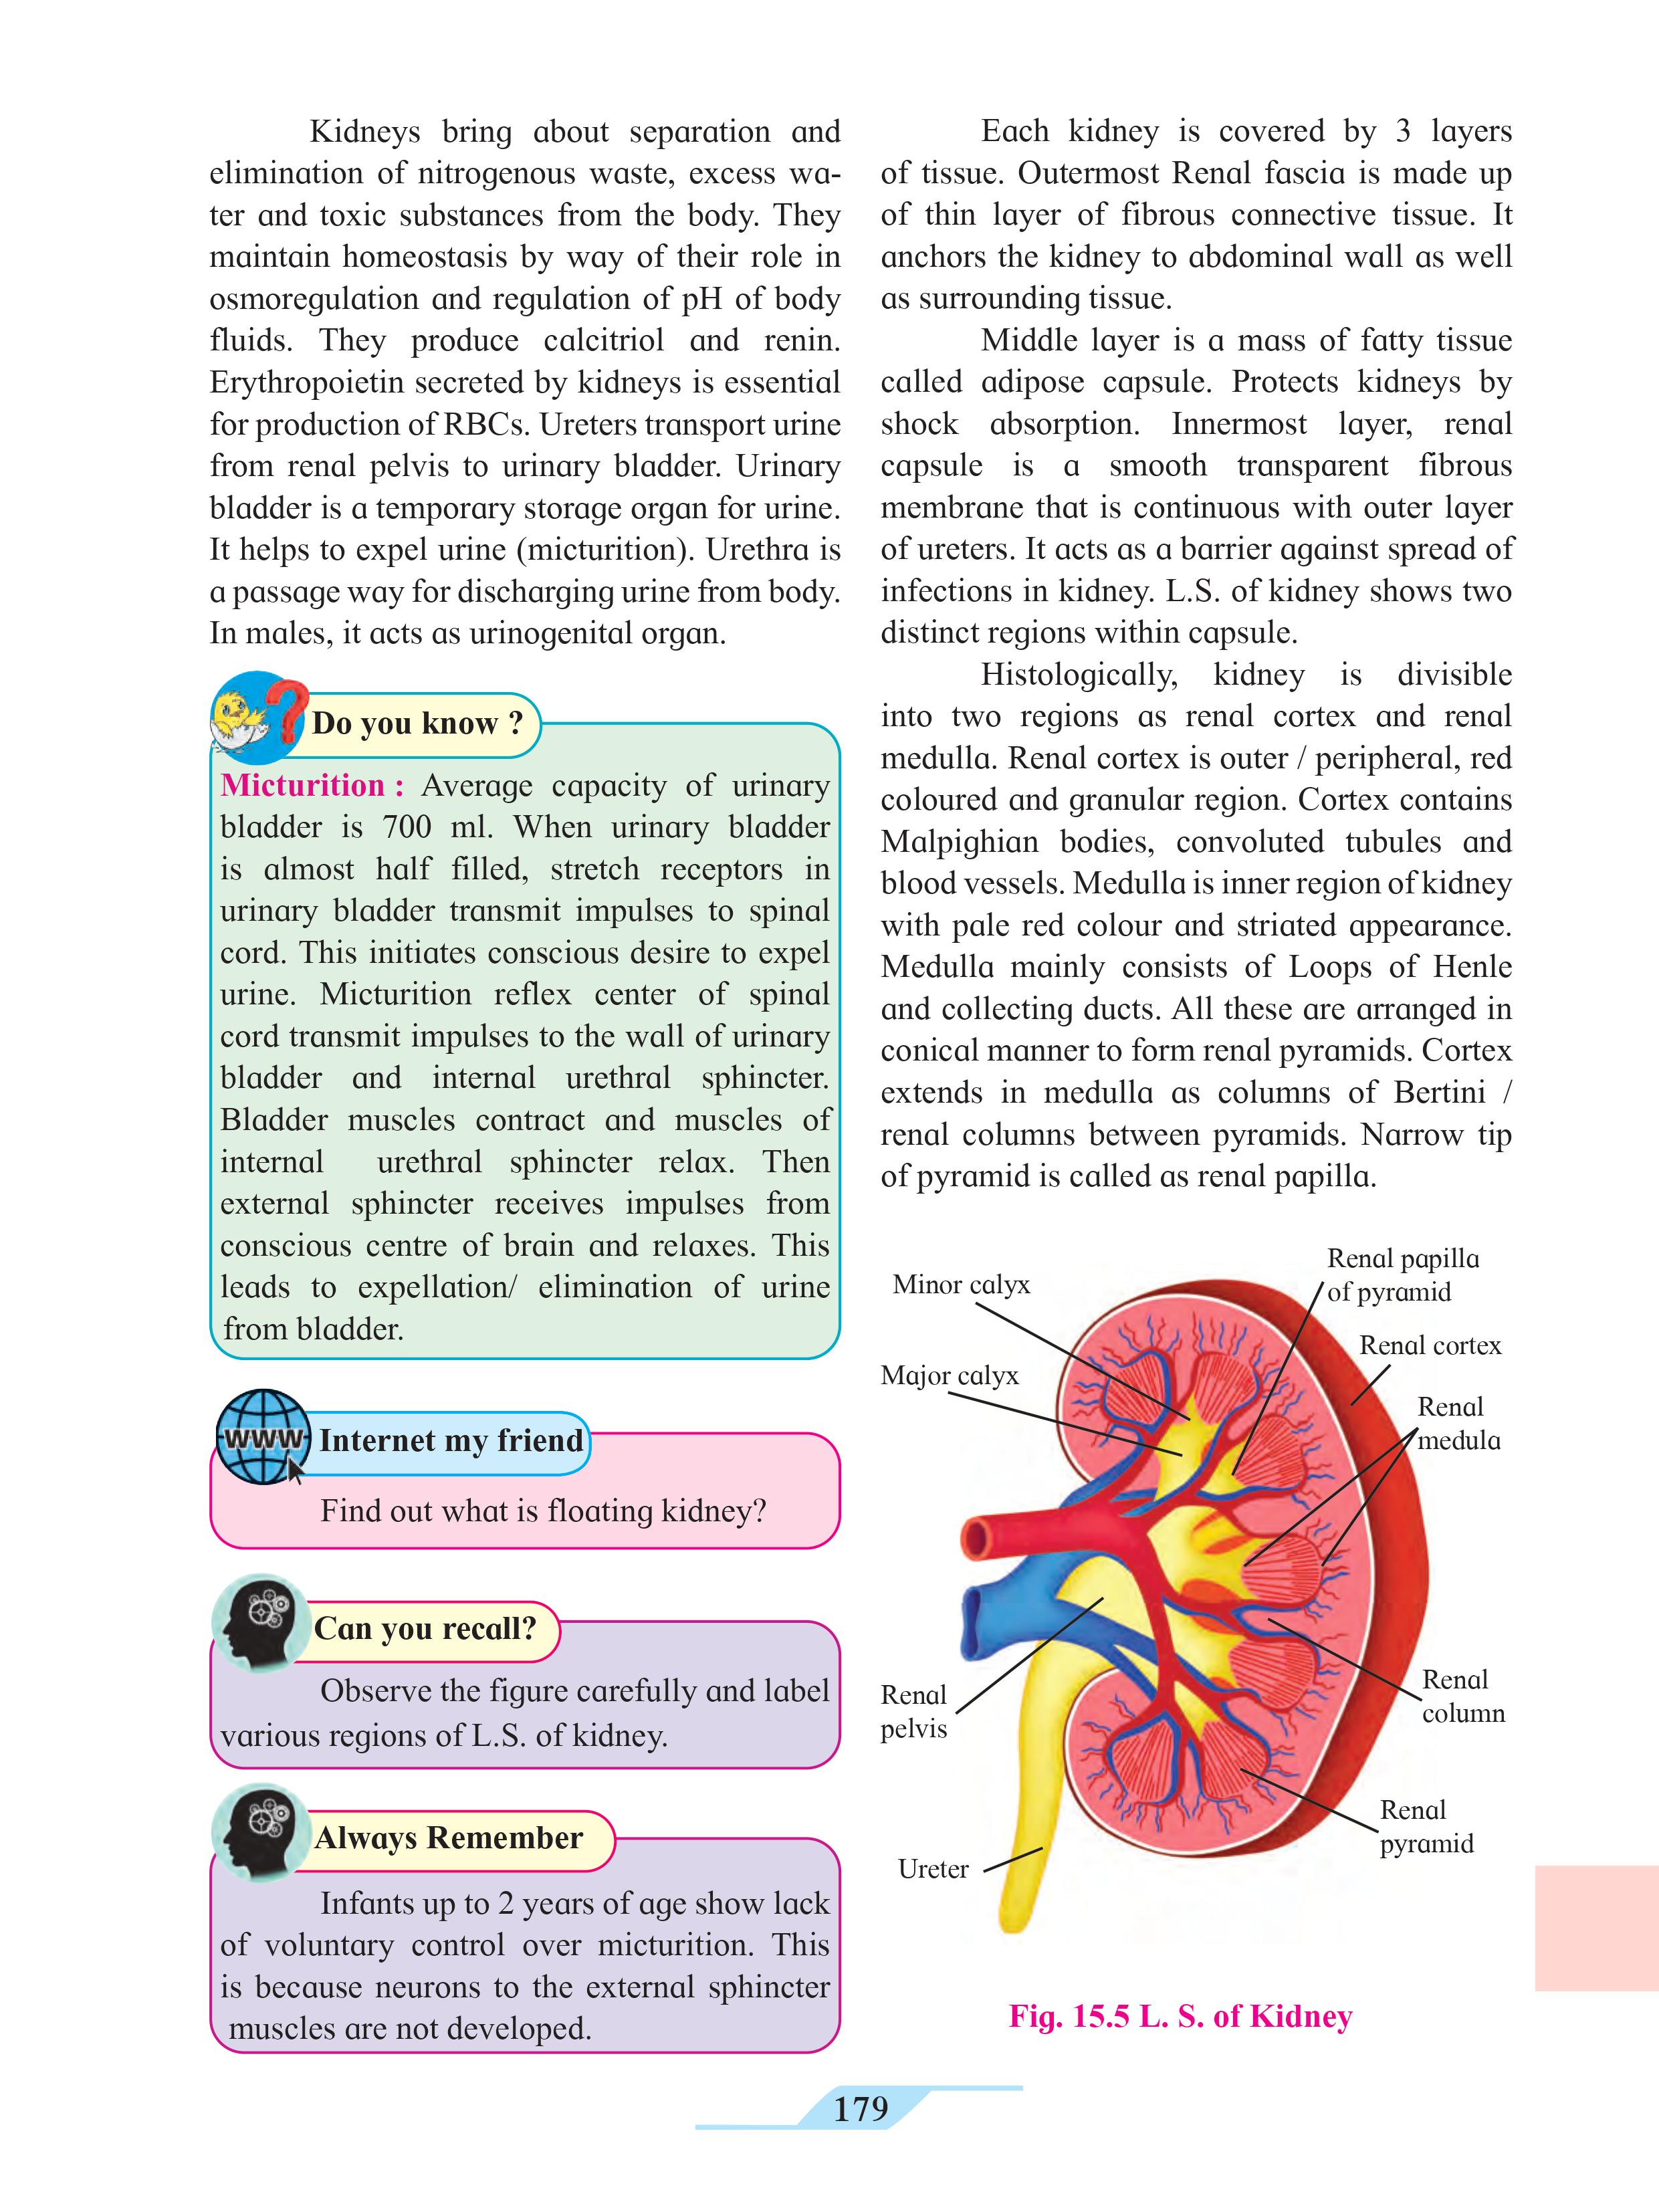 Kidneys bring about separation and
elimination of nitrogenous waste, excess wa-
ter and toxic substances from the body. They
maintain homeostasis by way of their role in
osmoregulation and regulation of pH of body
fluids. They produce calcitriol and renin.
Erythropoietin secreted by kidneys is essential
for production of RBCs. Ureters transport urine
from renal pelvis to urinary bladder. Urinary
bladder is a temporary storage organ for urine.
It helps to expel urine (micturition). Urethra is
a passage way for discharging urine from body.
In males, it acts as urinogenital organ.
Do you know ?
Micturition : Average capacity of urinary
bladder is 700 ml. When urinary bladder
is almost half filled, stretch receptors in
urinary bladder transmit impulses to spinal
cord. This initiates conscious desire to expel
urine. Micturition reflex center of spinal
cord transmit impulses to the wall of urinary
bladder and internal urethral sphincter.
Bladder muscles contract and muscles of
internal urethral sphincter relax. Then
external sphincter receives impulses from
conscious centre of brain and relaxes. This
leads to expellation/ elimination of urine
from bladder.
WWW
Internet my friend
Find out what is floating kidney?
Can you recall?
Observe the figure carefully and label
various regions of L.S. of kidney.
Always Remember
Infants up to 2 years of age show lack
of voluntary control over micturition. This
is because neurons to the external sphincter
muscles are not developed.
Each kidney is covered by 3 layers
of tissue. Outermost Renal fascia is made up
of thin layer of fibrous connective tissue. It
anchors the kidney to abdominal wall as well
as surrounding tissue.
Middle layer is a mass of fatty tissue
called adipose capsule. Protects kidneys by
shock absorption. Innermost layer, renal
capsule is a smooth transparent fibrous
membrane that is continuous with outer layer
of ureters. It acts as a barrier against spread of
infections in kidney. L.S. of kidney shows two
distinct regions within capsule.
Histologically, kidney is divisible
into two regions as renal cortex and renal
medulla. Renal cortex is outer / peripheral, red
coloured and granular region. Cortex contains
Malpighian bodies, convoluted tubules and
blood vessels. Medulla is inner region of kidney
with pale red colour and striated appearance.
Medulla mainly consists of Loops of Henle
and collecting ducts. All these are arranged in
conical manner to form renal pyramids. Cortex
extends in medulla as columns of Bertini /
renal columns between pyramids. Narrow tip
of pyramid is called as renal papilla.
Renal papilla
of pyramid
Minor calyx
Renal cortex
Major calyx
Renal
medula
Renal
column
Renal
pelvis
Renal
pyramid
Ureter
Fig. 15.5 L. S. of Kidney
179